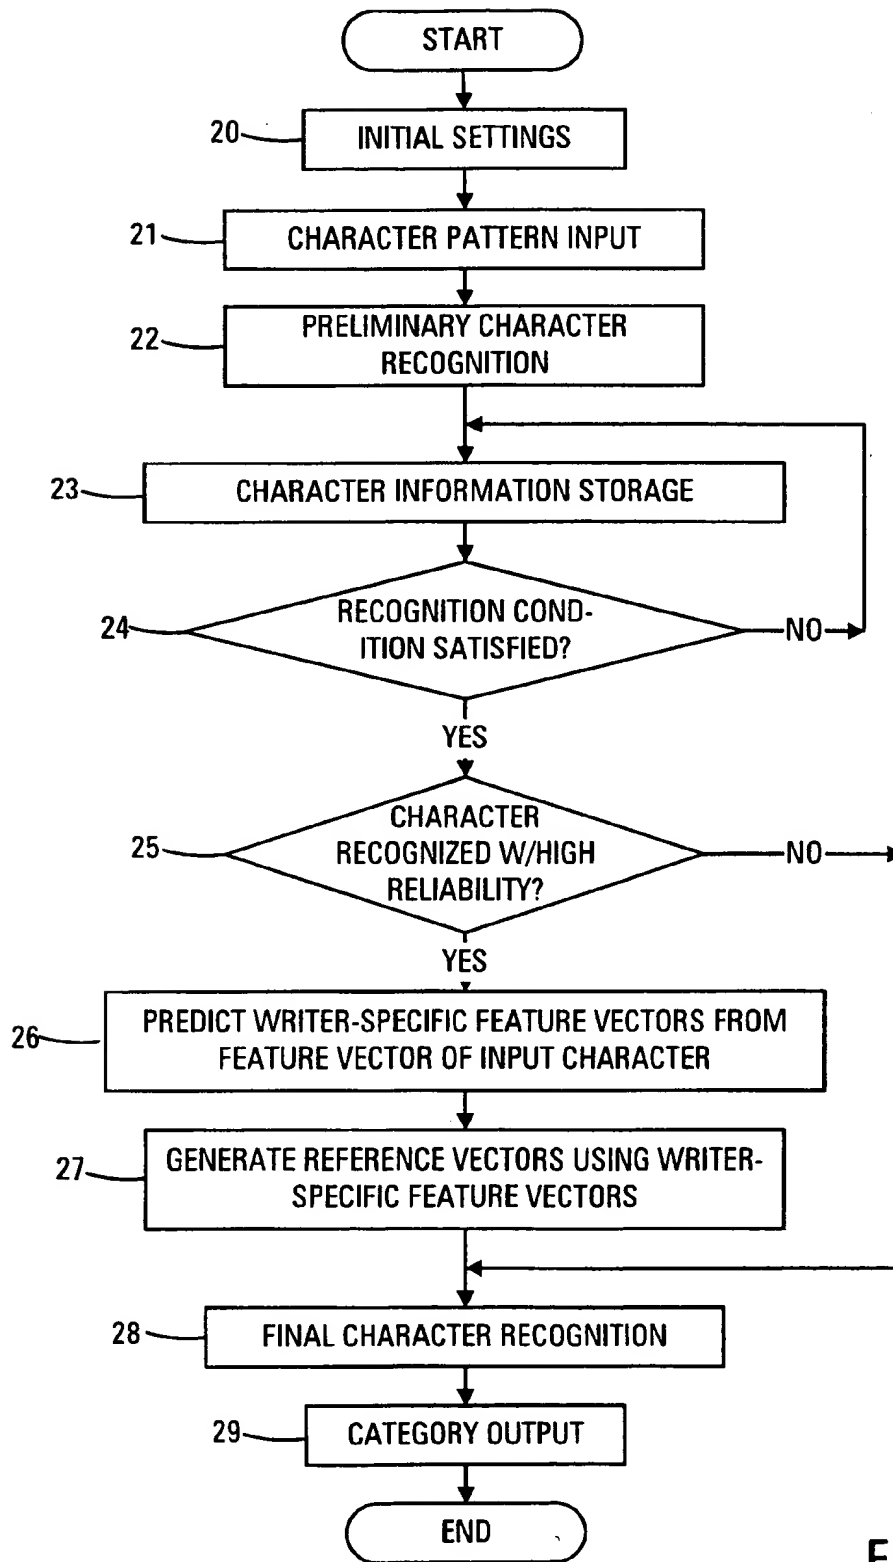 START
20
INITIAL SETTINGS
21
CHARACTER PATTERN INPUT
22
PRELIMINARY CHARACTER
RECOGNITION
23
CHARACTER INFORMATION STORAGE
24
RECOGNITION COND-
ITION SATISFIED?
NO
YES
25
CHARACTER
RECOGNIZED W/HIGH
RELIABILITY?
NO
YES
26
PREDICT WRITER-SPECIFIC FEATURE VECTORS FROM
FEATURE VECTOR OF INPUT CHARACTER
27
GENERATE REFERENCE VECTORS USING WRITER-
SPECIFIC FEATURE VECTORS
28
FINAL CHARACTER RECOGNITION
29
CATEGORY OUTPUT
END